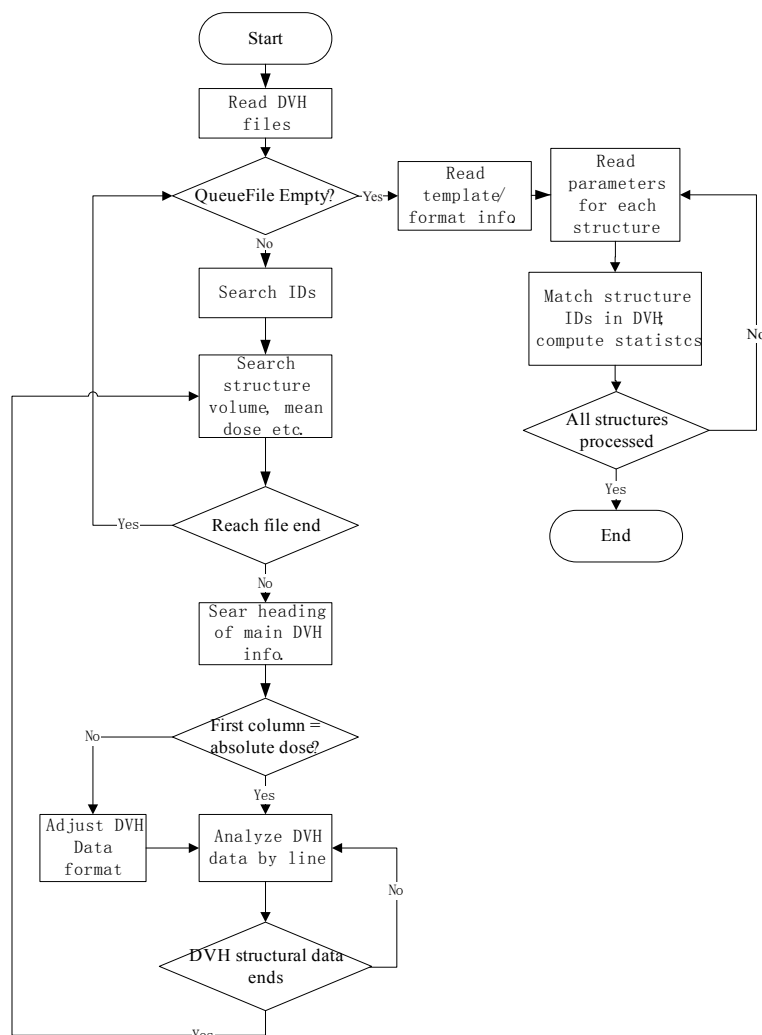 Start
Read DVH
files
QueueFile Empty?
Yes
Read
template/
format info.
Read
parameters
for each
structure
No
Search IDs
Match structure
IDs in DVH;
compute statistcs
No
Search
structure
volume, mean
dose etc.
All structures
processed
Yes
Reach file end
Yes
End
No
Sear heading
of main DVH
info.
First column =
absolute dose?
No
Yes
Adjust DVH
Data
format
Analyze DVH
data by line
No
DVH structural data
ends
Yes